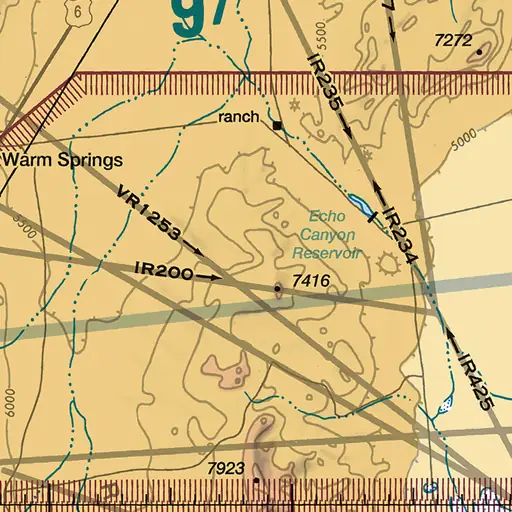 6
97
7272
5500
IR235
ranch
5000
Warm Springs
VR1253
Echo
Canyon
Reservoir
IR234
5500
IR200
7416
IR425
6000
7923